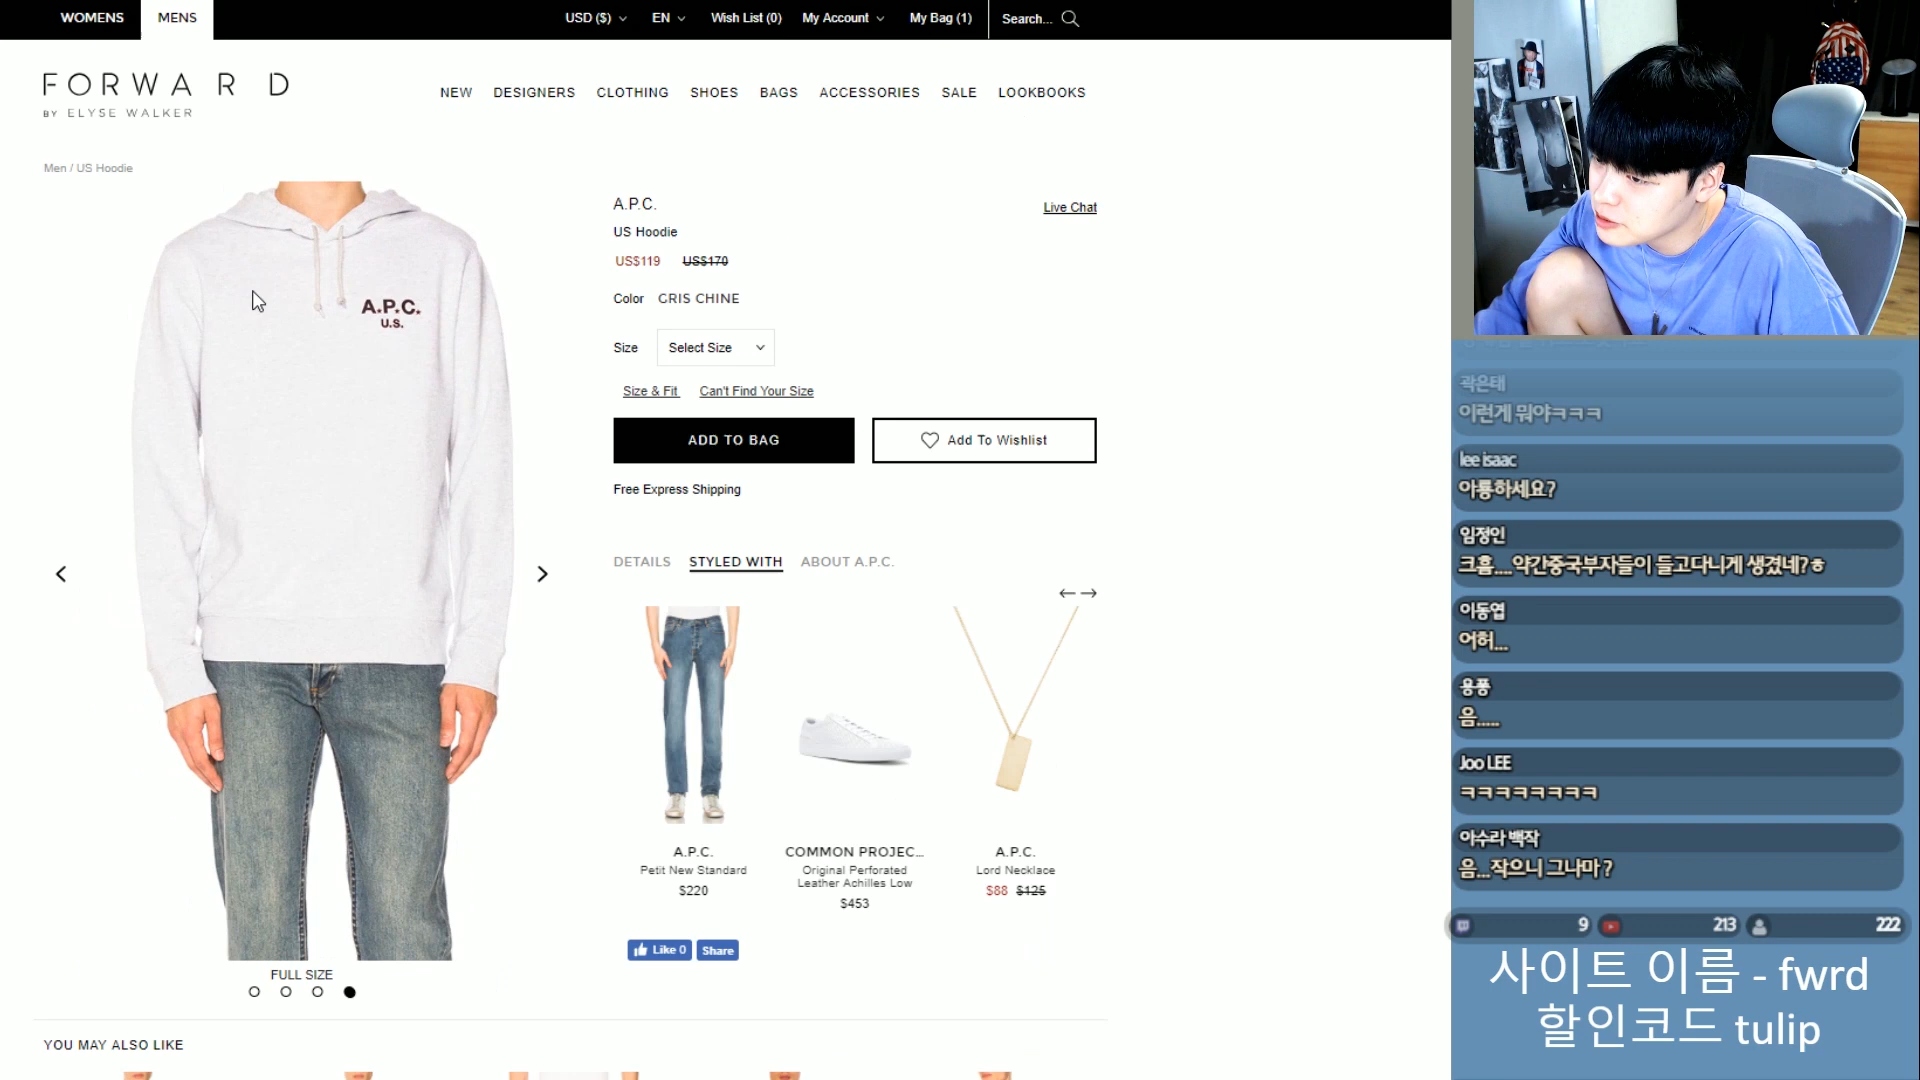 WOMENS
MENS
USD ($)
EN
Wish List (0)
My Account
My Bag (1)
Search...
FORWARD
BY ELYSE WALKER
NEW
DESIGNERS
CLOTHING
SHOES
BAGS
ACCESSORIES
SALE
LOOKBOOKS
Men / US Hoodie
A.P.C.
U.S.
A.P.C.
Live Chat
US Hoodie
US$119 US$170
Color GRIS CHINE
Size Select Size
Size & Fit Can't Find Your Size
ADD TO BAG
Add To Wishlist
Free Express Shipping
DETAILS
STYLED WITH
ABOUT A.P.C.
A.P.C.
Petit New Standard
$220
COMMON PROJEC...
Original Perforated
Leather Achilles Low
$453
A.P.C.
Lord Necklace
$88 $125
Like 0
Share
FULL SIZE
YOU MAY ALSO LIKE
곽은태
이런게 뭐야ㅋㅋㅋ
lee isaac
아륭하세요?
임정인
크흠....약간중국부자들이 들고다니게 생겼네?ㅎ
이동엽
어허...
용퐁
음.....
Joo LEE
ㅋㅋㅋㅋㅋㅋㅋㅋ
아수라 백작
음...작으니 그나마?
9
213
222
사이트 이름 - fwrd
할인코드 tulip